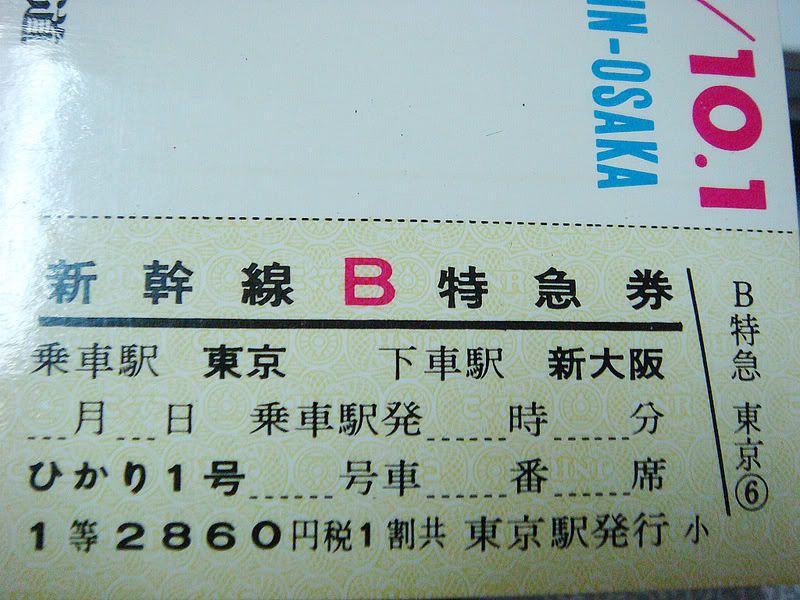 道
/10.1
IN-OSAKA
新幹線B特急券
乗車駅 東京 下車駅 新大阪
月 日 乗車駅発 時 分
ひかり1号 号車 番 席
1等2860円税1割共 東京駅発行 小
B特急 東京⑥